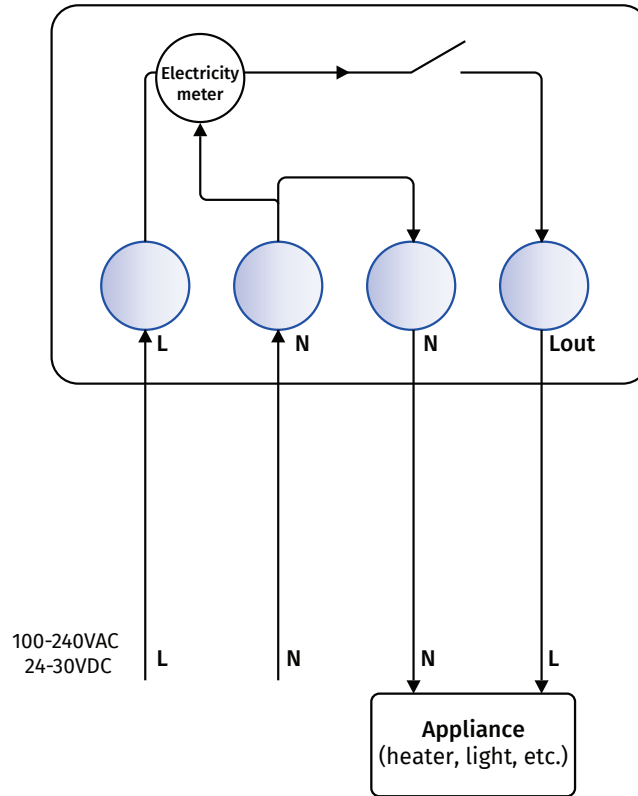 Electricity
meter
L
N
N
Lout
100-240VAC
24-30VDC
L
N
N
L
Appliance
(heater, light, etc.)